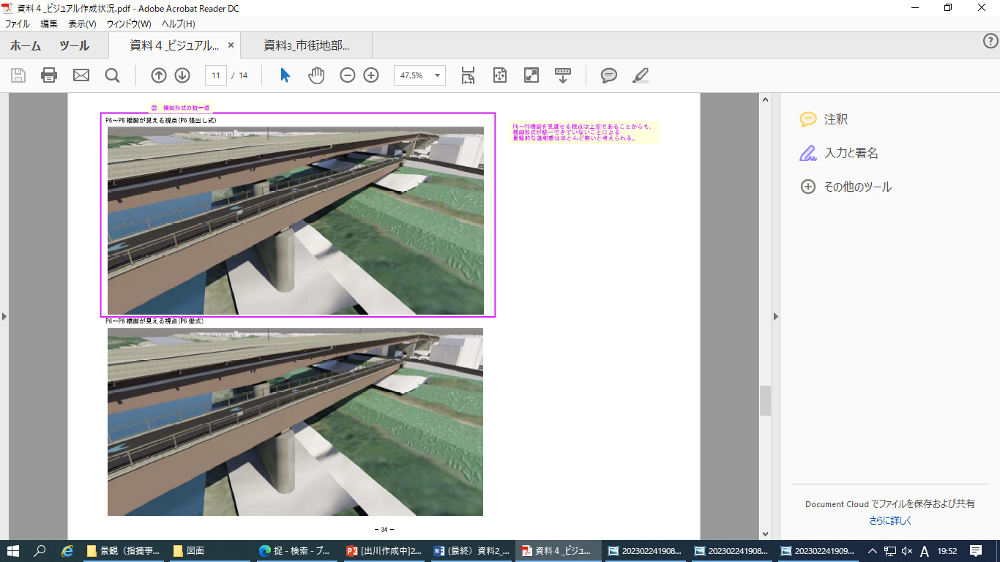 資料４_ビジュアル作成状況.pdf - Adobe Acrobat Reader DC
ファイル 編集 表示(V) ウィンドウ(W) ヘルプ(H)
ホーム ツール 資料４_ビジュアル... × 資料3_市街地部... ?
11 / 14 47.5%
㉒ 橋脚形式の統一感
P6～P8橋脚が見える視点(P6 張出し式)
P6～P8橋脚を見渡せる視点は上空であることからも、
橋脚形式が統一できていないことによる
景観的な違和感はほとんど無いと考えられる。
P6～P8橋脚が見える視点(P6 壁式)
－ 34 －
注釈
入力と署名
その他のツール
Document Cloud でファイルを保存および共有
さらに詳しく
景観（指摘事... 図面 捉 - 検索 - プ... [出川作成中]2... (最終）資料2_... 資料４_ビジュ... 202302241908... 202302241908... 202302241909... A 19:52